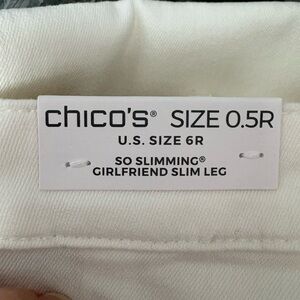 chico's® SIZE 0.5R
U.S. SIZE 6R
SO SLIMMING®
GIRLFRIEND SLIM LEG